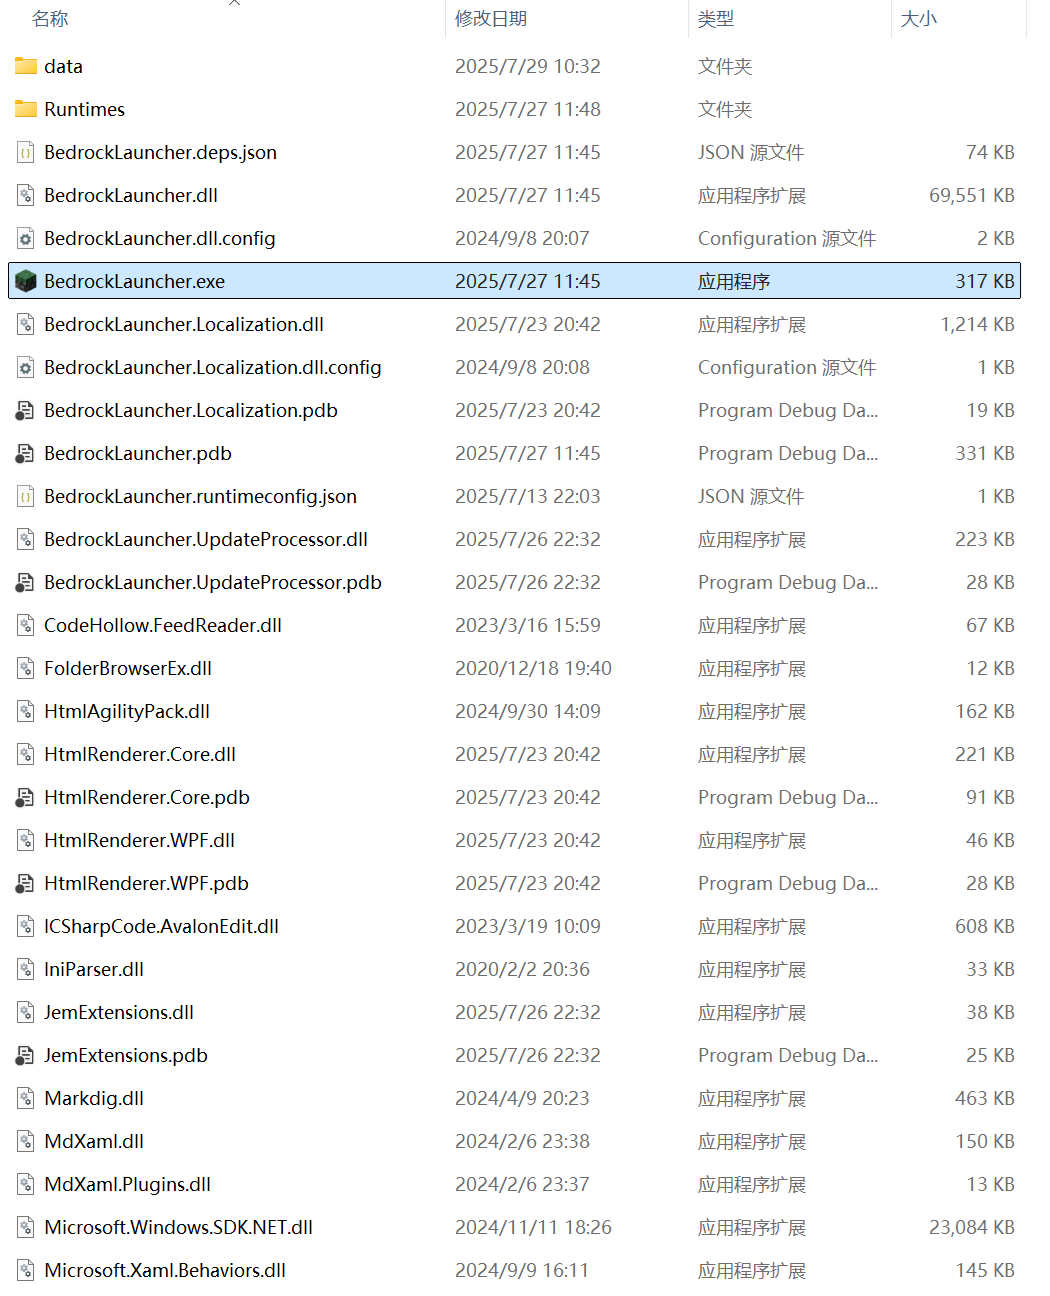 名称 修改日期 类型 大小
data 2025/7/29 10:32 文件夹
Runtimes 2025/7/27 11:48 文件夹
BedrockLauncher.deps.json 2025/7/27 11:45 JSON 源文件 74 KB
BedrockLauncher.dll 2025/7/27 11:45 应用程序扩展 69,551 KB
BedrockLauncher.dll.config 2024/9/8 20:07 Configuration 源文件 2 KB
BedrockLauncher.exe 2025/7/27 11:45 应用程序 317 KB
BedrockLauncher.Localization.dll 2025/7/23 20:42 应用程序扩展 1,214 KB
BedrockLauncher.Localization.dll.config 2024/9/8 20:08 Configuration 源文件 1 KB
BedrockLauncher.Localization.pdb 2025/7/23 20:42 Program Debug Da... 19 KB
BedrockLauncher.pdb 2025/7/27 11:45 Program Debug Da... 331 KB
BedrockLauncher.runtimeconfig.json 2025/7/13 22:03 JSON 源文件 1 KB
BedrockLauncher.UpdateProcessor.dll 2025/7/26 22:32 应用程序扩展 223 KB
BedrockLauncher.UpdateProcessor.pdb 2025/7/26 22:32 Program Debug Da... 28 KB
CodeHollow.FeedReader.dll 2023/3/16 15:59 应用程序扩展 67 KB
FolderBrowserEx.dll 2020/12/18 19:40 应用程序扩展 12 KB
HtmlAgilityPack.dll 2024/9/30 14:09 应用程序扩展 162 KB
HtmlRenderer.Core.dll 2025/7/23 20:42 应用程序扩展 221 KB
HtmlRenderer.Core.pdb 2025/7/23 20:42 Program Debug Da... 91 KB
HtmlRenderer.WPF.dll 2025/7/23 20:42 应用程序扩展 46 KB
HtmlRenderer.WPF.pdb 2025/7/23 20:42 Program Debug Da... 28 KB
ICSharpCode.AvalonEdit.dll 2023/3/19 10:09 应用程序扩展 608 KB
IniParser.dll 2020/2/2 20:36 应用程序扩展 33 KB
JemExtensions.dll 2025/7/26 22:32 应用程序扩展 38 KB
JemExtensions.pdb 2025/7/26 22:32 Program Debug Da... 25 KB
Markdig.dll 2024/4/9 20:23 应用程序扩展 463 KB
MdXaml.dll 2024/2/6 23:38 应用程序扩展 150 KB
MdXaml.Plugins.dll 2024/2/6 23:37 应用程序扩展 13 KB
Microsoft.Windows.SDK.NET.dll 2024/11/11 18:26 应用程序扩展 23,084 KB
Microsoft.Xaml.Behaviors.dll 2024/9/9 16:11 应用程序扩展 145 KB